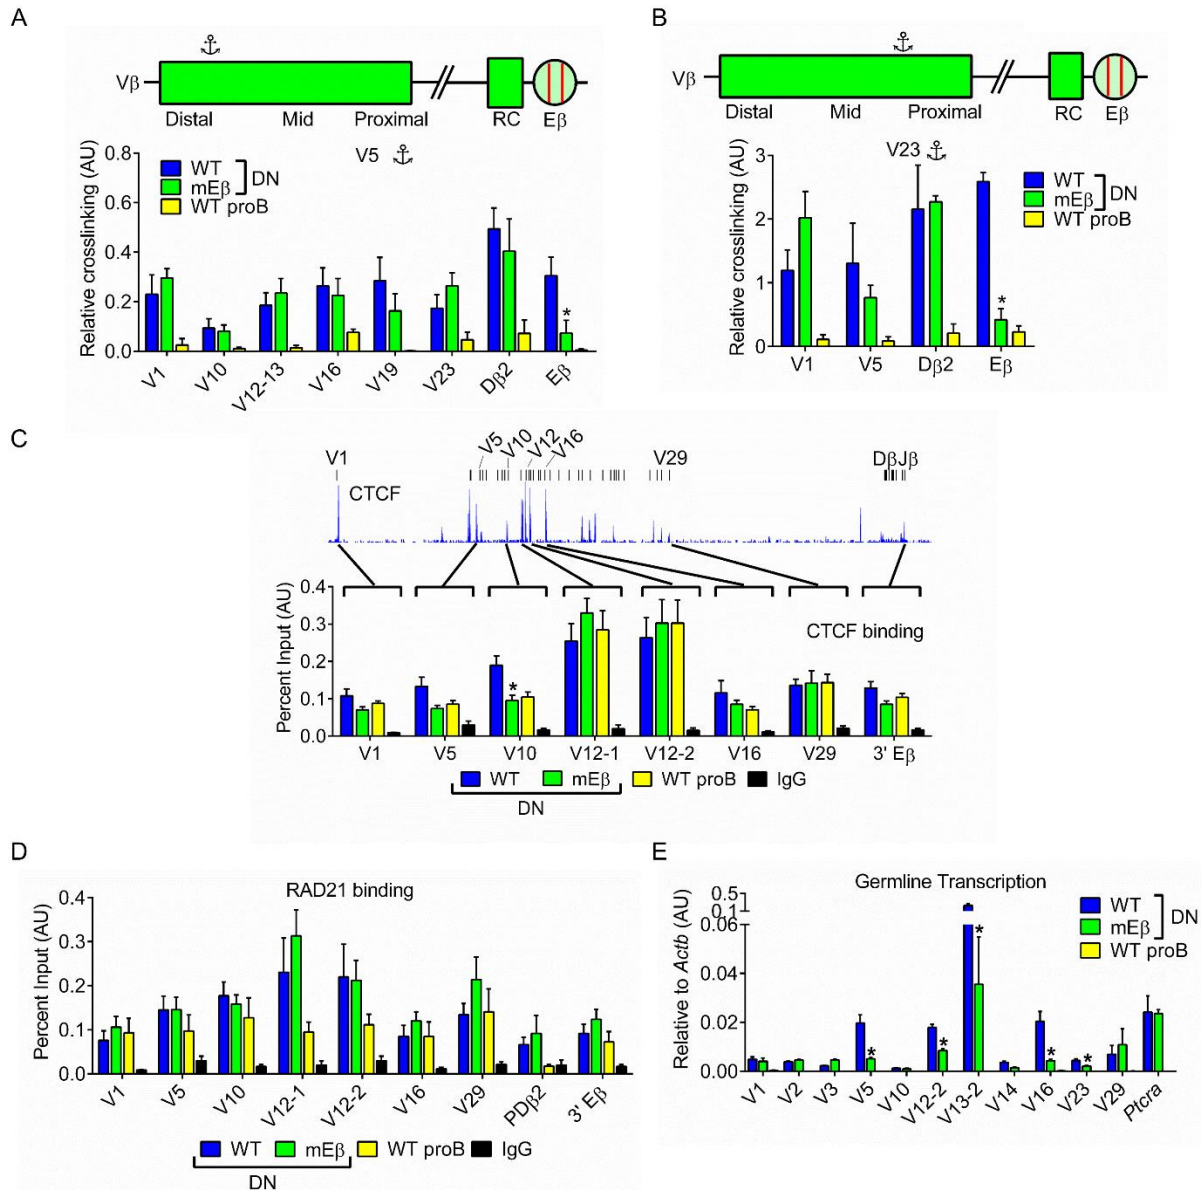 A
Vβ
Distal Mid Proximal RC Eβ
V5
Relative crosslinking (AU)
0.8
0.6
0.4
0.2
0.0
WT
mEβ
DN
WT proB
V1 V10 V12-13 V16 V19 V23 Dβ2 Eβ
*
B
Vβ
Distal Mid Proximal RC Eβ
V23
Relative crosslinking (AU)
3
2
1
0
WT
mEβ
DN
WT proB
*
V1 V5 Dβ2 Eβ
C
V1 V5 V10 V12 V16 V29 DβJβ
CTCF
Percent Input (AU)
0.4
0.3
0.2
0.1
0.0
CTCF binding
*
V1 V5 V10 V12-1 V12-2 V16 V29 3' Eβ
WT mEβ WT proB IgG
DN
D
RAD21 binding
Percent Input (AU)
0.4
0.3
0.2
0.1
0.0
V1 V5 V10 V12-1 V12-2 V16 V29 PDβ2 3' Eβ
WT mEβ WT proB IgG
DN
E
Germline Transcription
Relative to Actb (AU)
0.5
0.1
0.06
0.04
0.02
0.00
WT
mEβ
DN
WT proB
* * * * *
V1 V2 V3 V5 V10 V12-2 V13-2 V14 V16 V23 V29 Ptcra